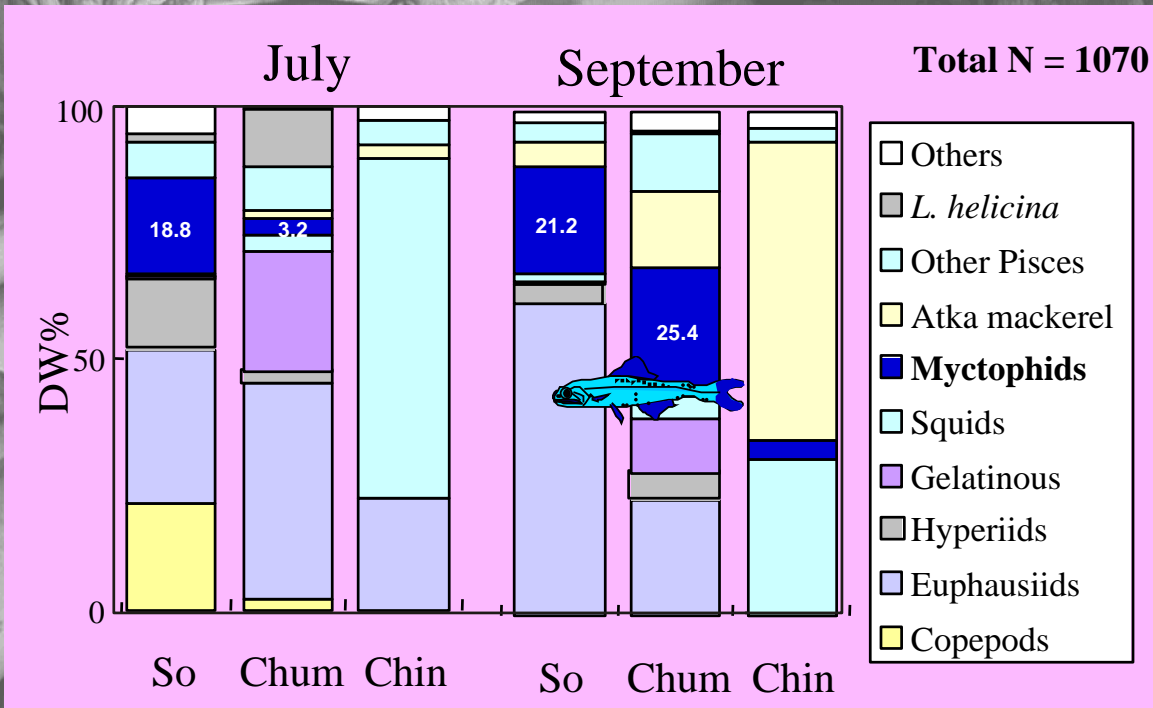 July
September
Total N = 1070
100
50
0
DW%
18.8
3.2
21.2
25.4
So Chum Chin So Chum Chin
Others
L. helicina
Other Pisces
Atka mackerel
Myctophids
Squids
Gelatinous
Hyperiids
Euphausiids
Copepods